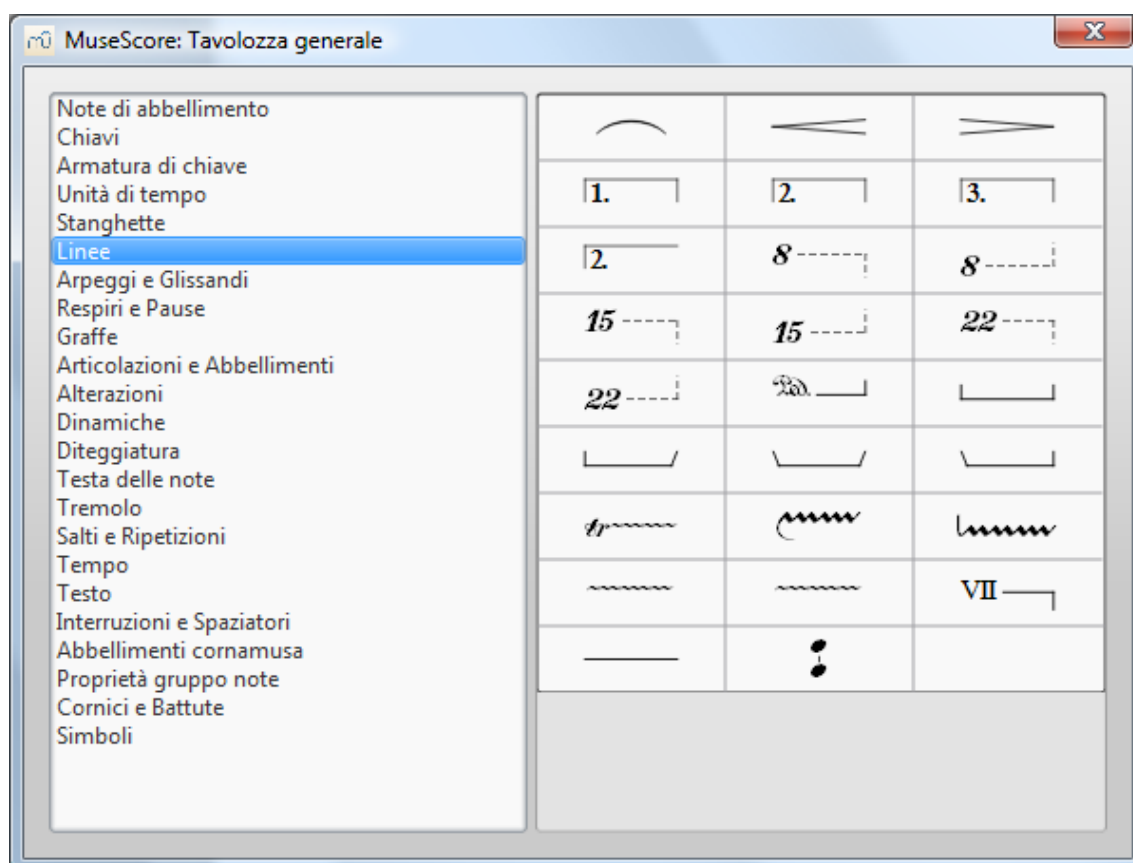 MuseScore: Tavolozza generale
Note di abbellimento
Chiavi
Armatura di chiave
Unità di tempo
Stanghette
Linee
Arpeggi e Glissandi
Respiri e Pause
Graffe
Articolazioni e Abbellimenti
Alterazioni
Dinamiche
Diteggiatura
Testa delle note
Tremolo
Salti e Ripetizioni
Tempo
Testo
Interruzioni e Spaziatori
Abbellimenti cornamusa
Proprietà gruppo note
Cornici e Battute
Simboli
1. 2. 3.
2. 8 8
15 15 22
22 Ped.
tr
VII